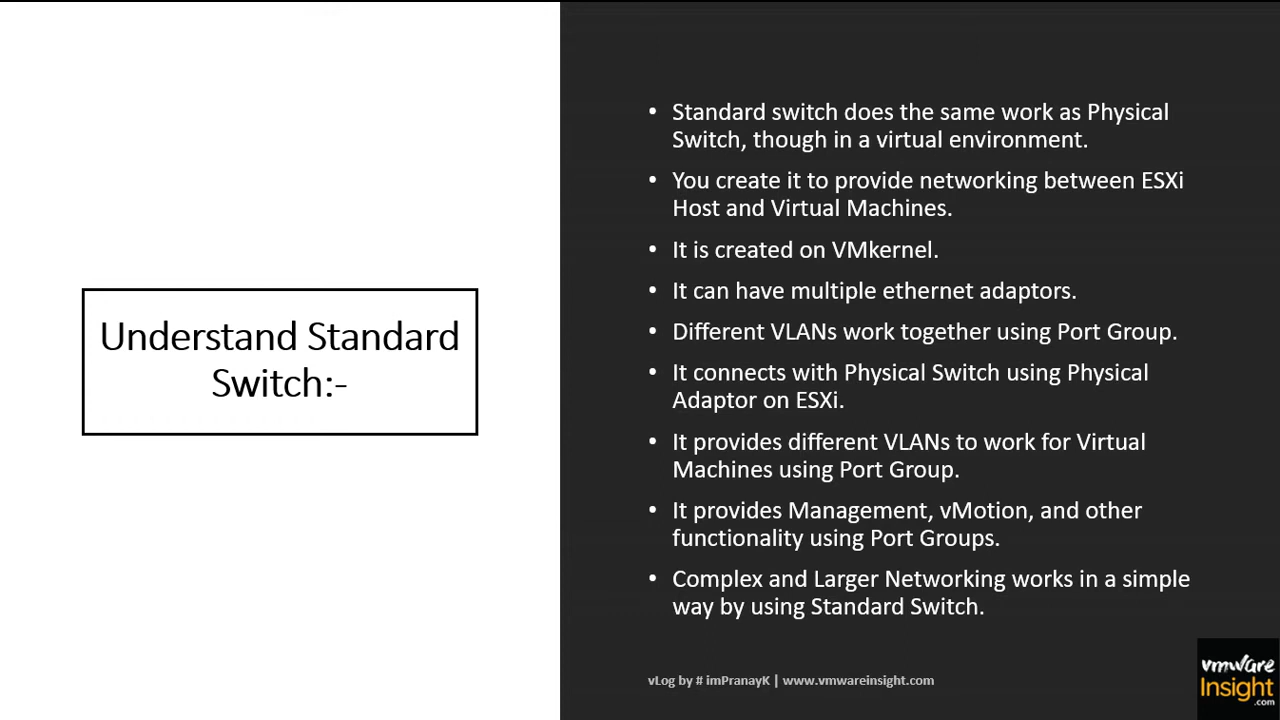 Understand Standard
Switch:-
• Standard switch does the same work as Physical
Switch, though in a virtual environment.
• You create it to provide networking between ESXi
Host and Virtual Machines.
• It is created on VMkernel.
• It can have multiple ethernet adaptors.
• Different VLANs work together using Port Group.
• It connects with Physical Switch using Physical
Adaptor on ESXi.
• It provides different VLANs to work for Virtual
Machines using Port Group.
• It provides Management, vMotion, and other
functionality using Port Groups.
• Complex and Larger Networking works in a simple
way by using Standard Switch.
vLog by # imPranayK | www.vmwareinsight.com
vmware
Insight
.com